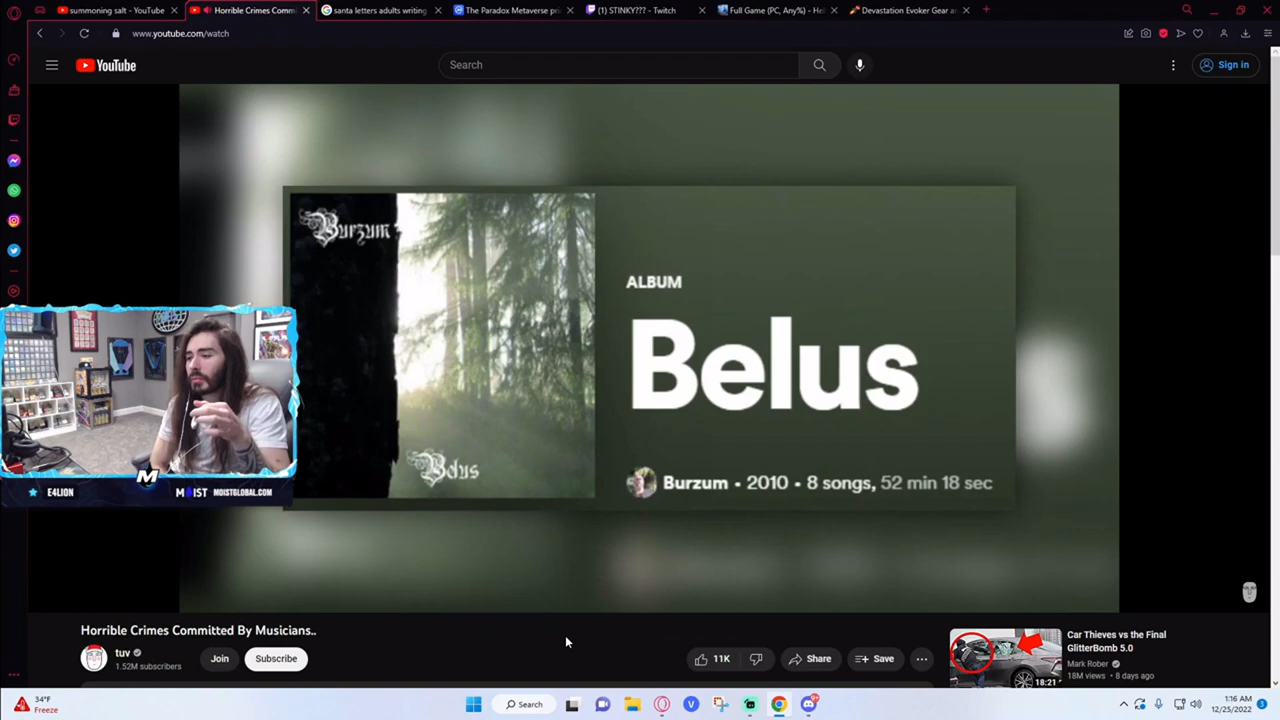 summoning salt - YouTube
Horrible Crimes Comm
santa letters adults writing
The Paradox Metaverse pri
(1) STINKY!?! - Twitch
Full Game (PC, Any%) - Hel
Devastation Evoker Gear an
www.youtube.com/watch
YouTube
Search
Sign in
Burzum
Belus
ALBUM
Belus
Burzum • 2010 • 8 songs, 52 min 18 sec
M
E4LION
MOIST MOISTGLOBAL.COM
Horrible Crimes Committed By Musicians..
tuv
1.52M subscribers
Join
Subscribe
11K
Share
Save
Car Thieves vs the Final
GlitterBomb 5.0
Mark Rober
18M views • 8 days ago
18:21
34°F
Freeze
Search
1:16 AM
12/25/2022